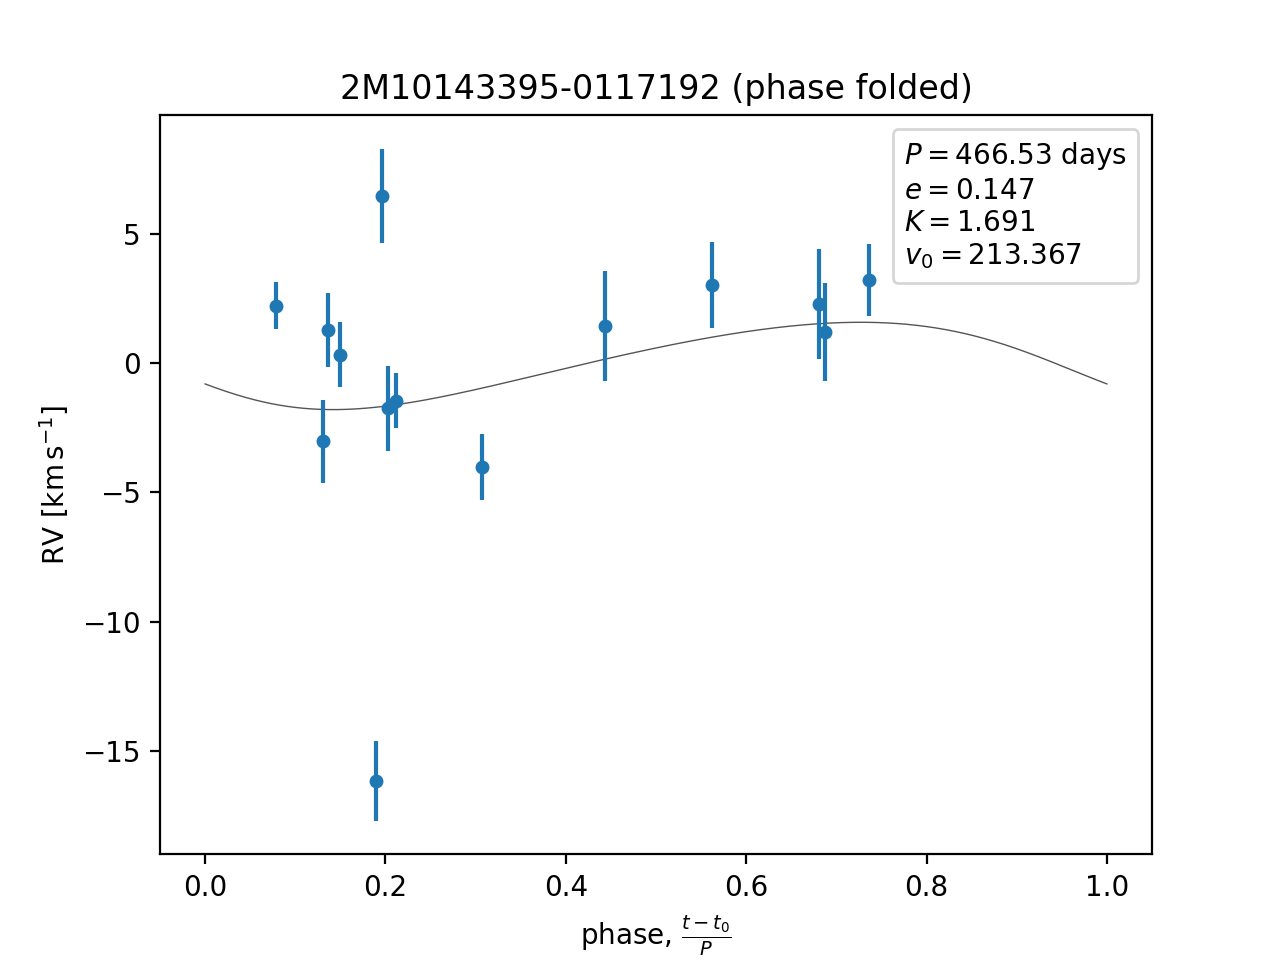 2M10143395-0117192 (phase folded)
P = 466.53 days
e = 0.147
K = 1.691
v₀ = 213.367
RV [km s⁻¹]
5
0
−5
−10
−15
0.0 0.2 0.4 0.6 0.8 1.0
phase, (t − t₀)/P